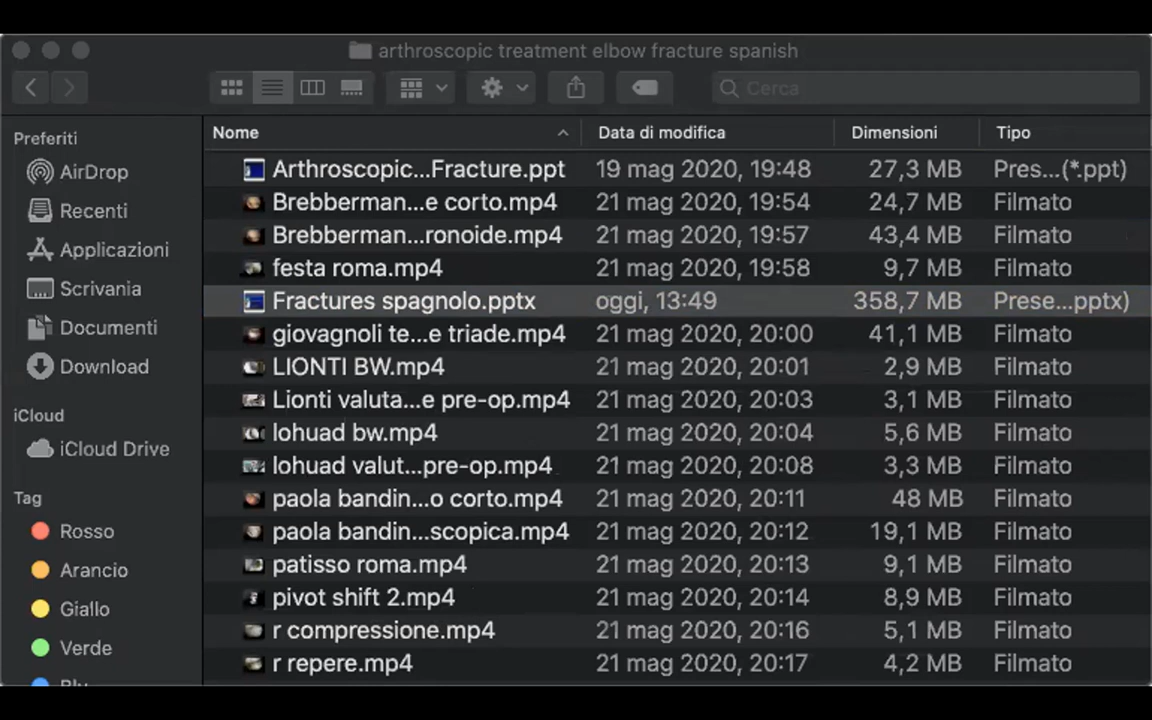 arthroscopic treatment elbow fracture spanish
Cerca
Preferiti
AirDrop
Recenti
Applicazioni
Scrivania
Documenti
Download
iCloud
iCloud Drive
Tag
Rosso
Arancio
Giallo
Verde
Nome Data di modifica Dimensioni Tipo
Arthroscopic...Fracture.ppt 19 mag 2020, 19:48 27,3 MB Pres...(*.ppt)
Brebberman...e corto.mp4 21 mag 2020, 19:54 24,7 MB Filmato
Brebberman...ronoide.mp4 21 mag 2020, 19:57 43,4 MB Filmato
festa roma.mp4 21 mag 2020, 19:58 9,7 MB Filmato
Fractures spagnolo.pptx oggi, 13:49 358,7 MB Prese...pptx)
giovagnoli te...e triade.mp4 21 mag 2020, 20:00 41,1 MB Filmato
LIONTI BW.mp4 21 mag 2020, 20:01 2,9 MB Filmato
Lionti valuta...e pre-op.mp4 21 mag 2020, 20:03 3,1 MB Filmato
lohuad bw.mp4 21 mag 2020, 20:04 5,6 MB Filmato
lohuad valut...pre-op.mp4 21 mag 2020, 20:08 3,3 MB Filmato
paola bandin...o corto.mp4 21 mag 2020, 20:11 48 MB Filmato
paola bandin...scopica.mp4 21 mag 2020, 20:12 19,1 MB Filmato
patisso roma.mp4 21 mag 2020, 20:13 9,1 MB Filmato
pivot shift 2.mp4 21 mag 2020, 20:14 8,9 MB Filmato
r compressione.mp4 21 mag 2020, 20:16 5,1 MB Filmato
r repere.mp4 21 mag 2020, 20:17 4,2 MB Filmato